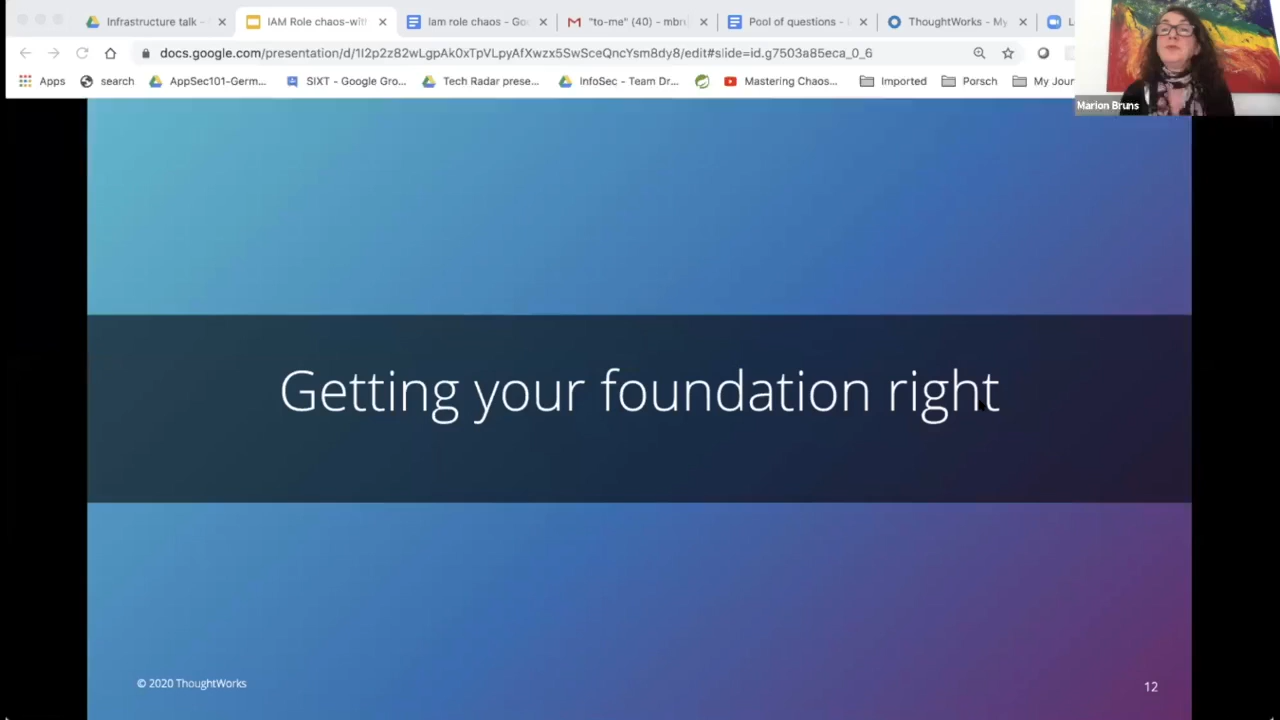 Infrastructure talk -
IAM Role chaos-wit
Iam role chaos - Goo
"to-me" (40) - mbru
Pool of questions -
ThoughtWorks - My
docs.google.com/presentation/d/1I2p2z82wLgpAk0xTpVLpyAfXwzx5SwSceQncYsm8dy8/edit#slide=id.g7503a85eca_0_6
Apps
search
AppSec101-Germ...
SIXT - Google Gro...
Tech Radar prese...
InfoSec - Team Dr...
Mastering Chaos...
Imported
Porsch
My Jour
Marion Bruns
Getting your foundation right
© 2020 ThoughtWorks
12